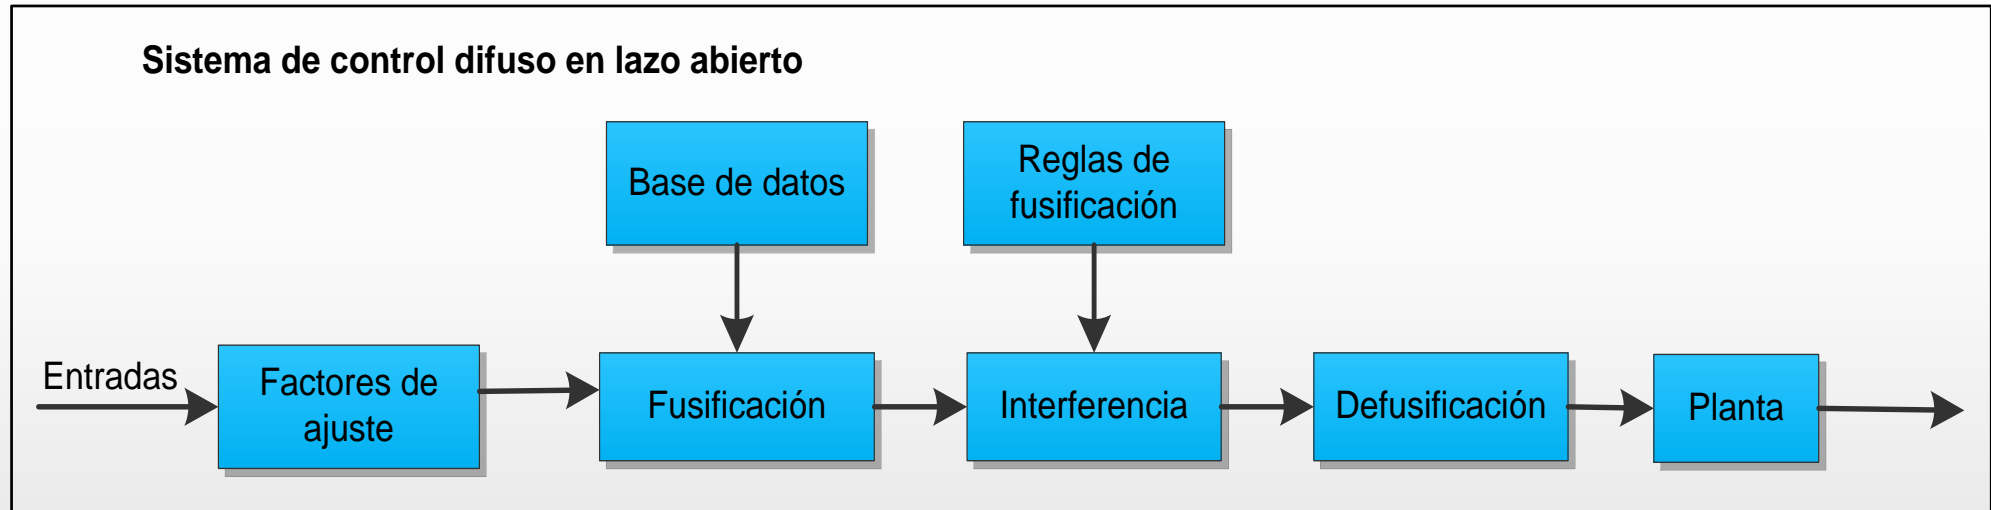 Sistema de control difuso en lazo abierto
Base de datos
Reglas de
fusificación
Entradas
Factores de
ajuste
Fusificación
Interferencia
Defusificación
Planta